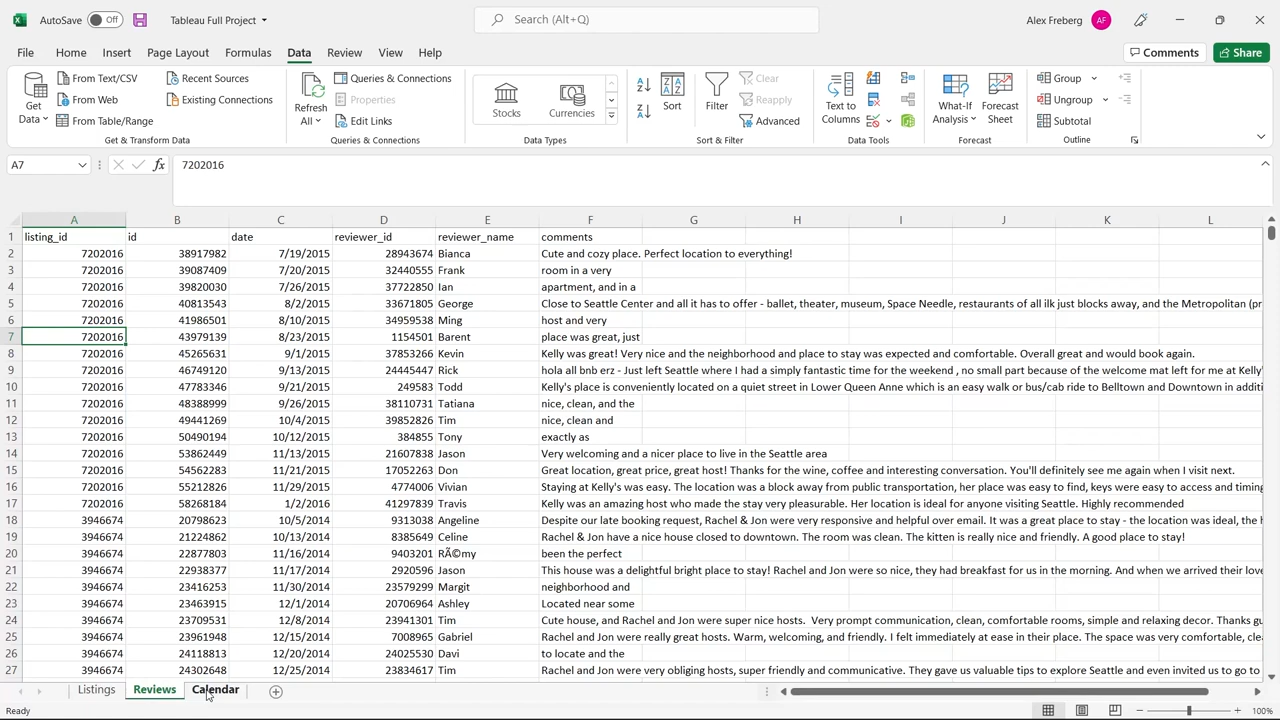 AutoSave Off Tableau Full Project Search (Alt+Q) Alex Freberg AF
File Home Insert Page Layout Formulas Data Review View Help Comments Share
Get Data From Text/CSV From Web From Table/Range Recent Sources Existing Connections
Get & Transform Data
Refresh All Queries & Connections Properties Edit Links
Queries & Connections
Stocks Currencies
Data Types
Sort Filter Clear Reapply Advanced
Sort & Filter
Text to Columns
Data Tools
What-If Analysis Forecast Sheet
Forecast
Group Ungroup Subtotal
Outline
A7 fx 7202016
A B C D E F G H I J K L
1 listing_id id date reviewer_id reviewer_name comments
2 7202016 38917982 7/19/2015 28943674 Bianca Cute and cozy place. Perfect location to everything!
3 7202016 39087409 7/20/2015 32440555 Frank room in a very
4 7202016 39820030 7/26/2015 37722850 Ian apartment, and in a
5 7202016 40813543 8/2/2015 33671805 George Close to Seattle Center and all it has to offer - ballet, theater, museum, Space Needle, restaurants of all ilk just blocks away, and the Metropolitan (pr
6 7202016 41986501 8/10/2015 34959538 Ming host and very
7 7202016 43979139 8/23/2015 1154501 Barent place was great, just
8 7202016 45265631 9/1/2015 37853266 Kevin Kelly was great! Very nice and the neighborhood and place to stay was expected and comfortable. Overall great and would book again.
9 7202016 46749120 9/13/2015 24445447 Rick hola all bnb erz - Just left Seattle where I had a simply fantastic time for the weekend , no small part because of the welcome mat left for me at Kelly'
10 7202016 47783346 9/21/2015 249583 Todd Kelly's place is conveniently located on a quiet street in Lower Queen Anne which is an easy walk or bus/cab ride to Belltown and Downtown in additi
11 7202016 48388999 9/26/2015 38110731 Tatiana nice, clean, and the
12 7202016 49441269 10/4/2015 39852826 Tim nice, clean and
13 7202016 50490194 10/12/2015 384855 Tony exactly as
14 7202016 53862449 11/13/2015 21607838 Jason Very welcoming and a nicer place to live in the Seattle area
15 7202016 54562283 11/21/2015 17052263 Don Great location, great price, great host! Thanks for the wine, coffee and interesting conversation. You'll definitely see me again when I visit next.
16 7202016 55212826 11/29/2015 4774006 Vivian Staying at Kelly's was easy. The location was a block away from public transportation, her place was easy to find, keys were easy to access and timing
17 7202016 58268184 1/2/2016 41297839 Travis Kelly was an amazing host who made the stay very pleasurable. Her location is ideal for anyone visiting Seattle. Highly recommended
18 3946674 20798623 10/5/2014 9313038 Angeline Despite our late booking request, Rachel & Jon were very responsive and helpful over email. It was a great place to stay - the location was ideal, the h
19 3946674 21224862 10/13/2014 8385649 Celine Rachel & Jon have a nice house closed to downtown. The room was clean. The kitten is really nice and friendly. A good place to stay!
20 3946674 22877803 11/16/2014 9403201 RÃ©my been the perfect
21 3946674 22938377 11/17/2014 2920596 Jason This house was a delightful bright place to stay! Rachel and Jon were so nice, they had breakfast for us in the morning. And when we arrived their love
22 3946674 23416253 11/30/2014 23579299 Margit neighborhood and
23 3946674 23463915 12/1/2014 20706964 Ashley Located near some
24 3946674 23709531 12/8/2014 23941301 Tim Cute house, and Rachel and Jon were super nice hosts. Very prompt communication, clean, comfortable rooms, simple and relaxing decor. Thanks gu
25 3946674 23961948 12/15/2014 7008965 Gabriel Rachel and Jon were really great hosts. Warm, welcoming, and friendly. I felt immediately at ease in their place. The space was very comfortable, clea
26 3946674 24118813 12/20/2014 24025530 Davi to locate and the
27 3946674 24302648 12/25/2014 23834617 Tim Rachel and Jon were very obliging hosts, super friendly and communicative. They gave us valuable tips to explore Seattle and even invited us to go to
Listings Reviews Calendar
Ready 100%